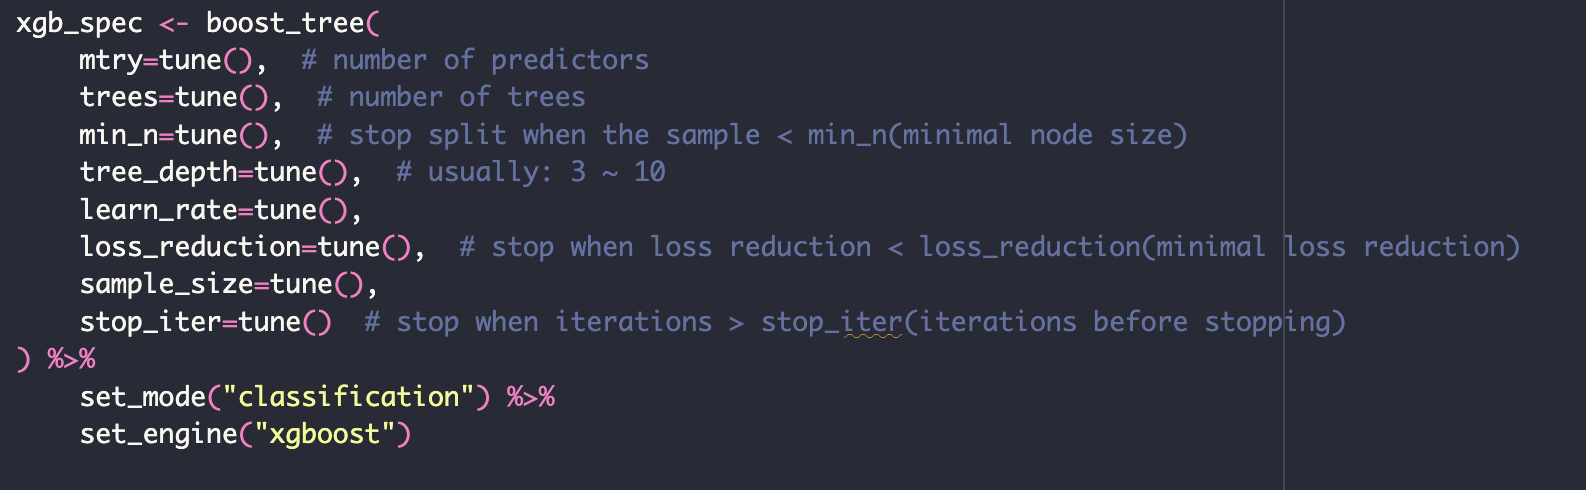 xgb_spec <- boost_tree(
    mtry=tune(),  # number of predictors
    trees=tune(),  # number of trees
    min_n=tune(),  # stop split when the sample < min_n(minimal node size)
    tree_depth=tune(),  # usually: 3 ~ 10
    learn_rate=tune(),
    loss_reduction=tune(),  # stop when loss reduction < loss_reduction(minimal loss reduction)
    sample_size=tune(),
    stop_iter=tune()  # stop when iterations > stop_iter(iterations before stopping)
) %>%
    set_mode("classification") %>%
    set_engine("xgboost")